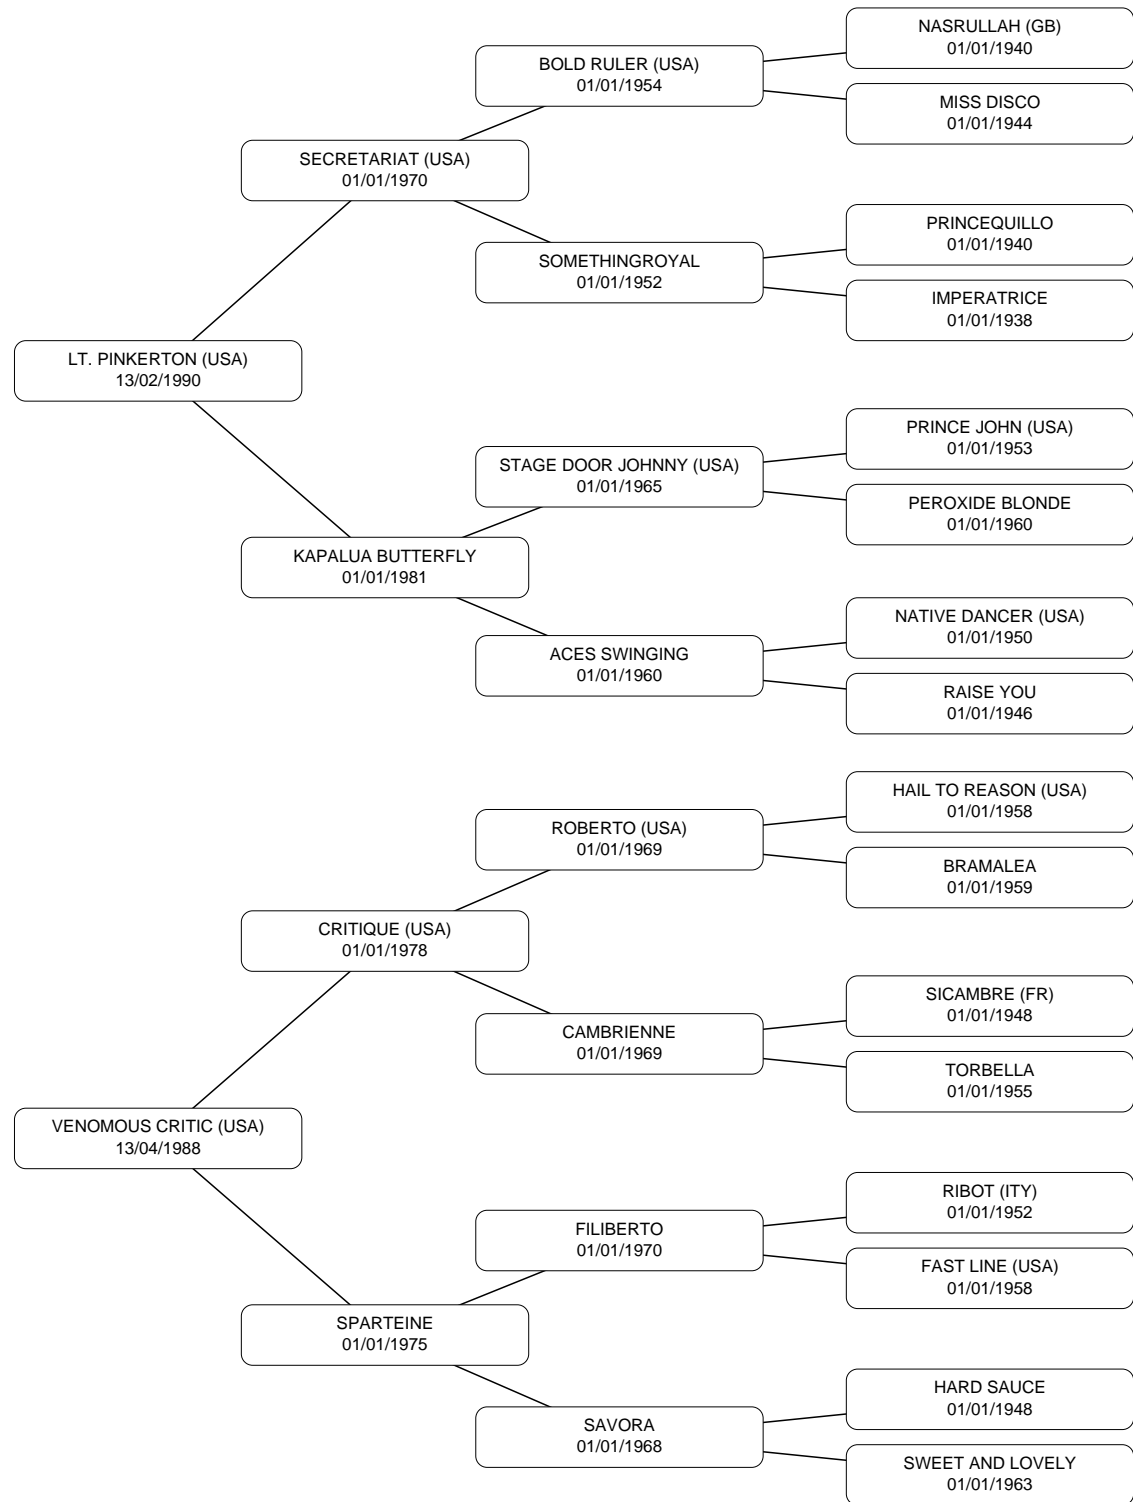 NASRULLAH (GB)
01/01/1940
BOLD RULER (USA)
01/01/1954
MISS DISCO
01/01/1944
SECRETARIAT (USA)
01/01/1970
PRINCEQUILLO
01/01/1940
SOMETHINGROYAL
01/01/1952
IMPERATRICE
01/01/1938
LT. PINKERTON (USA)
13/02/1990
PRINCE JOHN (USA)
01/01/1953
STAGE DOOR JOHNNY (USA)
01/01/1965
PEROXIDE BLONDE
01/01/1960
KAPALUA BUTTERFLY
01/01/1981
NATIVE DANCER (USA)
01/01/1950
ACES SWINGING
01/01/1960
RAISE YOU
01/01/1946
HAIL TO REASON (USA)
01/01/1958
ROBERTO (USA)
01/01/1969
BRAMALEA
01/01/1959
CRITIQUE (USA)
01/01/1978
SICAMBRE (FR)
01/01/1948
CAMBRIENNE
01/01/1969
TORBELLA
01/01/1955
VENOMOUS CRITIC (USA)
13/04/1988
RIBOT (ITY)
01/01/1952
FILIBERTO
01/01/1970
FAST LINE (USA)
01/01/1958
SPARTEINE
01/01/1975
HARD SAUCE
01/01/1948
SAVORA
01/01/1968
SWEET AND LOVELY
01/01/1963